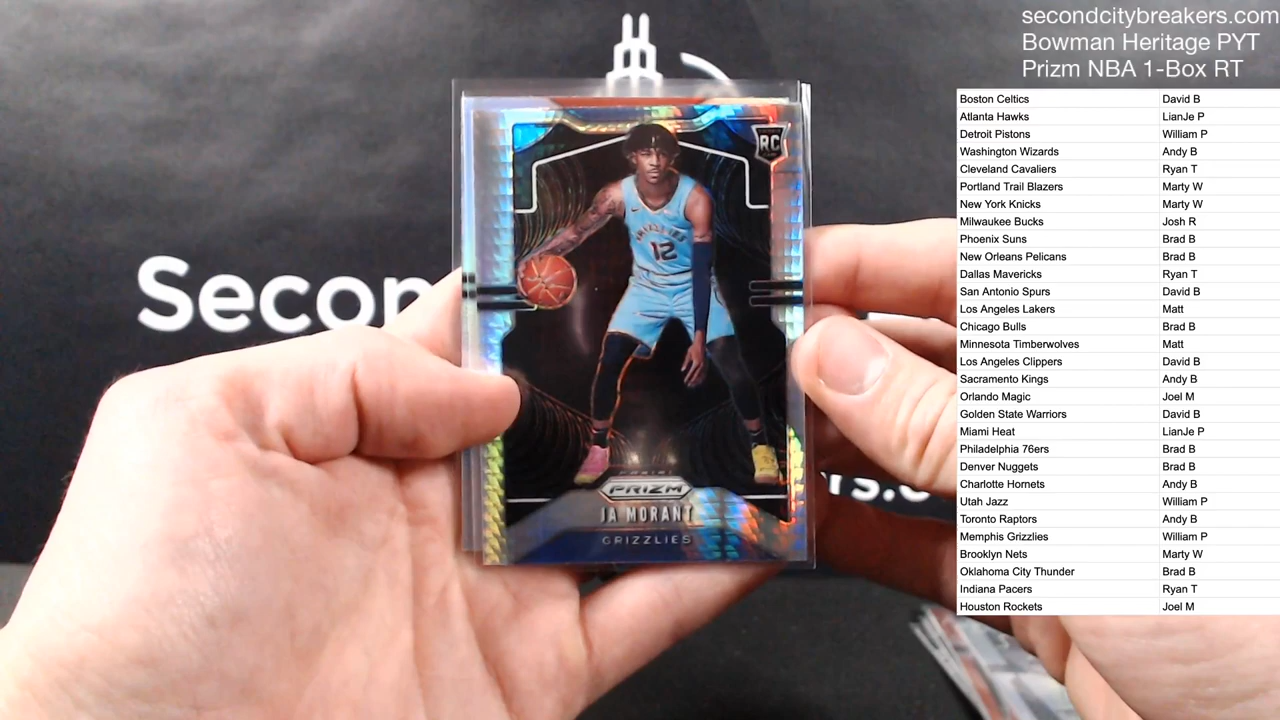 secondcitybreakers.com
Bowman Heritage PYT
Prizm NBA 1-Box RT
Boston Celtics David B
Atlanta Hawks LianJe P
Detroit Pistons William P
Washington Wizards Andy B
Cleveland Cavaliers Ryan T
Portland Trail Blazers Marty W
New York Knicks Marty W
Milwaukee Bucks Josh R
Phoenix Suns Brad B
New Orleans Pelicans Brad B
Dallas Mavericks Ryan T
San Antonio Spurs David B
Los Angeles Lakers Matt
Chicago Bulls Brad B
Minnesota Timberwolves Matt
Los Angeles Clippers David B
Sacramento Kings Andy B
Orlando Magic Joel M
Golden State Warriors David B
Miami Heat LianJe P
Philadelphia 76ers Brad B
Denver Nuggets Brad B
Charlotte Hornets Andy B
Utah Jazz William P
Toronto Raptors Andy B
Memphis Grizzlies William P
Brooklyn Nets Marty W
Oklahoma City Thunder Brad B
Indiana Pacers Ryan T
Houston Rockets Joel M
RC
GRIZZLIES
12
Secon
PANINI
PRIZM
JA MORANT
GRIZZLIES